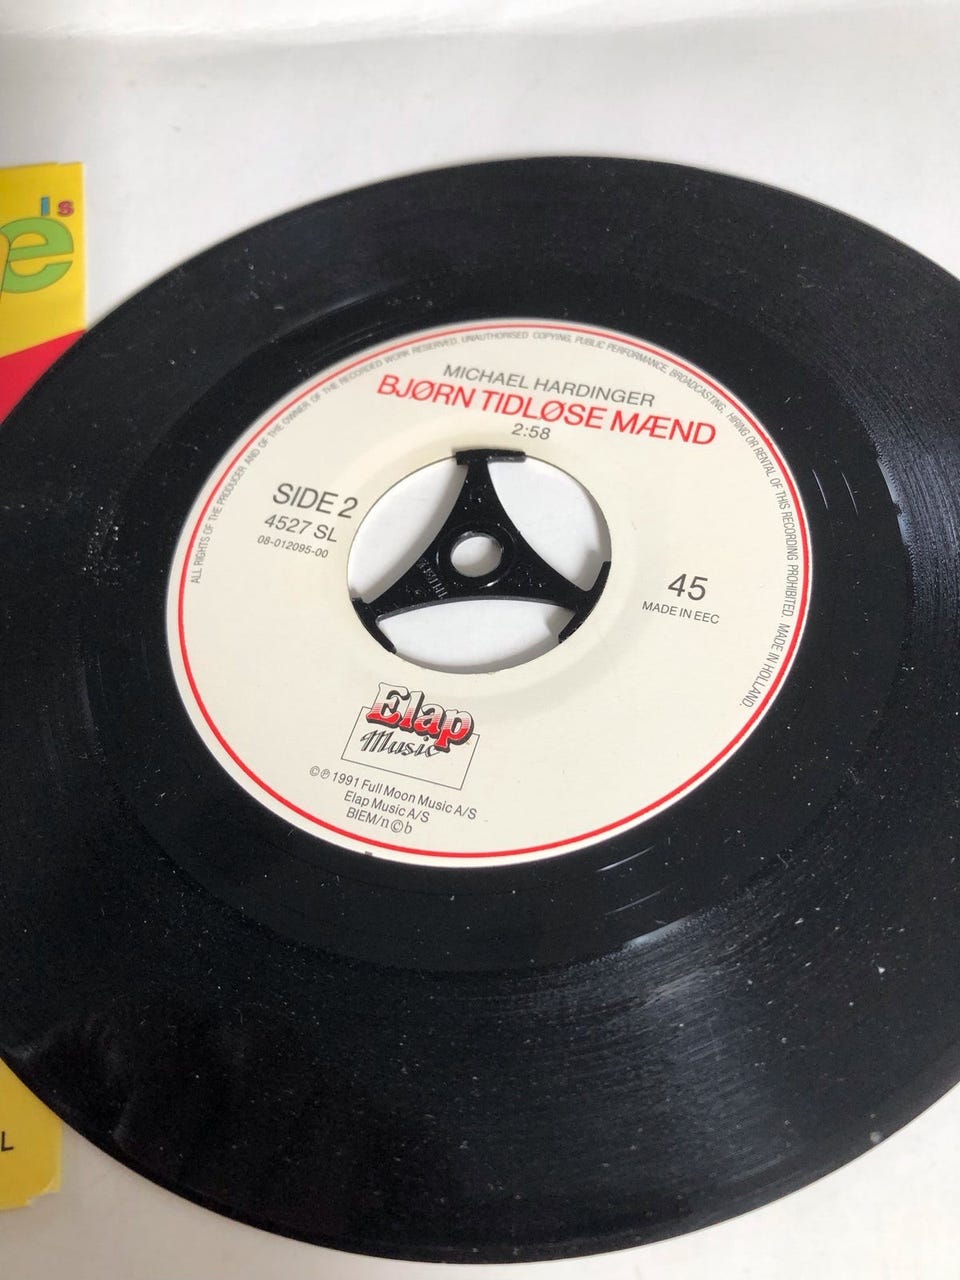 ls
e
ALL RIGHTS OF THE PRODUCER AND OF THE OWNER OF THE RECORDED WORK RESERVED. UNAUTHORISED COPYING, PUBLIC PERFORMANCE, BROADCASTING, HIRING OR RENTAL OF THIS RECORDING PROHIBITED. MADE IN HOLLAND.
MICHAEL HARDINGER
BJØRN TIDLØSE MÆND
2:58
SIDE 2
4527 SL
08-012095-00
45
MADE IN EEC
Elap
Music
©℗ 1991 Full Moon Music A/S
Elap Music A/S
BIEM/n©b
L